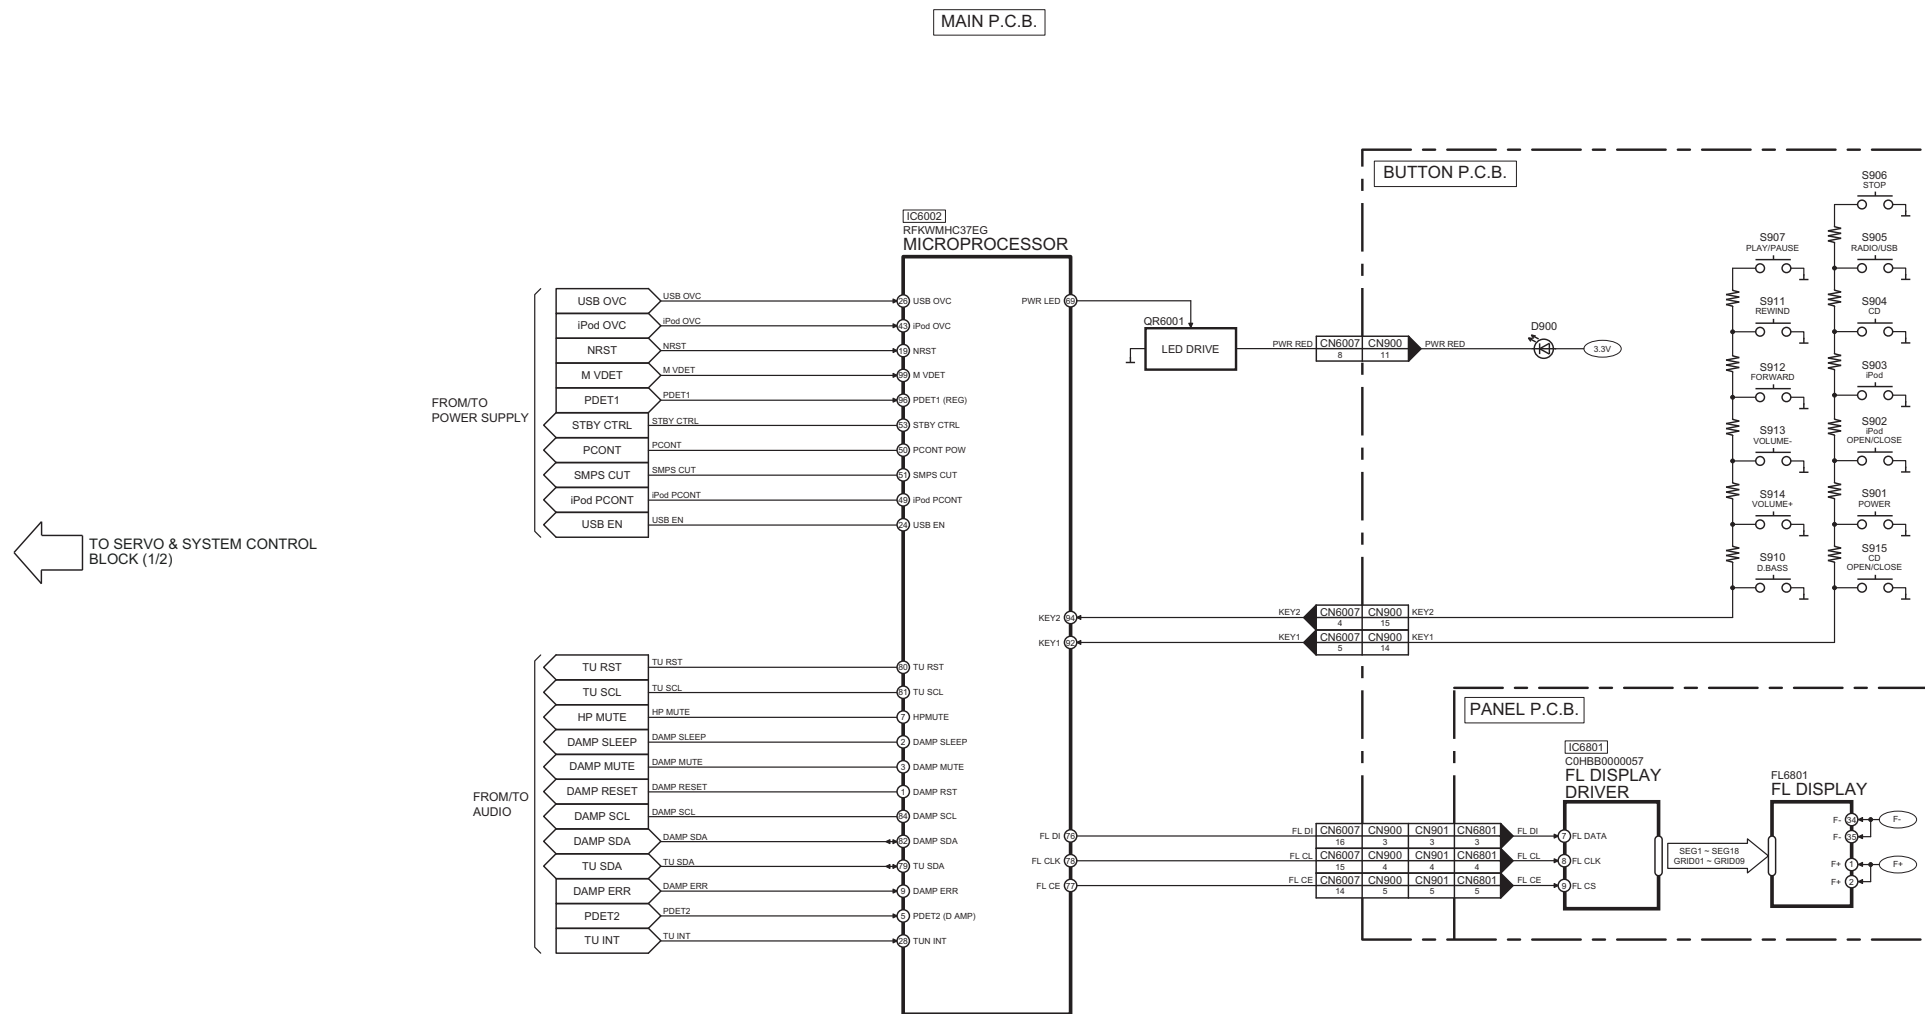 MAIN P.C.B.
BUTTON P.C.B.
S906
STOP
S907
PLAY/PAUSE
S905
RADIO/USB
S911
REWIND
S904
CD
S912
FORWARD
S903
iPod
S913
VOLUME-
S902
iPod
OPEN/CLOSE
S914
VOLUME+
S901
POWER
S910
D.BASS
S915
CD
OPEN/CLOSE
IC6002
RFKWMHC37EG
MICROPROCESSOR
FROM/TO
POWER SUPPLY
USB OVC USB OVC 26 USB OVC
iPod OVC iPod OVC 43 iPod OVC
NRST NRST 19 NRST
M VDET M VDET 99 M VDET
PDET1 PDET1 96 PDET1 (REG)
STBY CTRL STBY CTRL 53 STBY CTRL
PCONT PCONT 50 PCONT POW
SMPS CUT SMPS CUT 51 SMPS CUT
iPod PCONT iPod PCONT 49 iPod PCONT
USB EN USB EN 24 USB EN
PWR LED 69
QR6001
LED DRIVE
PWR RED CN6007 CN900 PWR RED
8 11
D900
3.3V
TO SERVO & SYSTEM CONTROL
BLOCK (1/2)
KEY2 94 KEY2 CN6007 CN900 KEY2
4 15
KEY1 92 KEY1 CN6007 CN900 KEY1
5 14
FROM/TO
AUDIO
TU RST TU RST 80 TU RST
TU SCL TU SCL 81 TU SCL
HP MUTE HP MUTE 7 HPMUTE
DAMP SLEEP DAMP SLEEP 2 DAMP SLEEP
DAMP MUTE DAMP MUTE 3 DAMP MUTE
DAMP RESET DAMP RESET 1 DAMP RST
DAMP SCL DAMP SCL 84 DAMP SCL
DAMP SDA DAMP SDA 82 DAMP SDA
TU SDA TU SDA 79 TU SDA
DAMP ERR DAMP ERR 9 DAMP ERR
PDET2 PDET2 5 PDET2 (D AMP)
TU INT TU INT 28 TUN INT
PANEL P.C.B.
IC6801
C0HBB0000057
FL DISPLAY
DRIVER
FL6801
FL DISPLAY
FL DI 76 FL DI CN6007 CN900 CN901 CN6801 FL DI 7 FL DATA
16 3 3 3
FL CLK 78 FL CL CN6007 CN900 CN901 CN6801 FL CL 8 FL CLK
15 4 4 4
FL CE 77 FL CE CN6007 CN900 CN901 CN6801 FL CE 9 FL CS
14 5 5 5
SEG1 ~ SEG18
GRID01 ~ GRID09
F- 34 F-
F- 35
F+ 1 F+
F+ 2